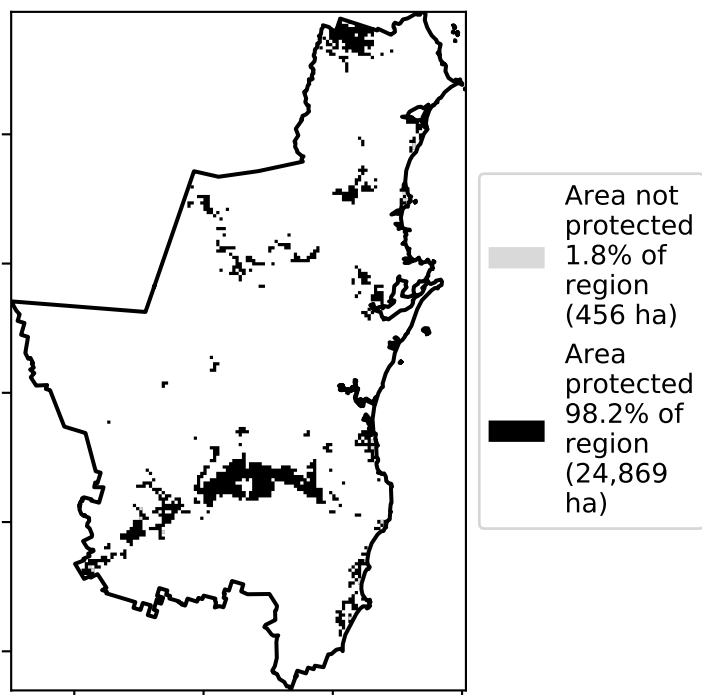 Area not
protected
1.8% of
region
(456 ha)
Area
protected
98.2% of
region
(24,869
ha)